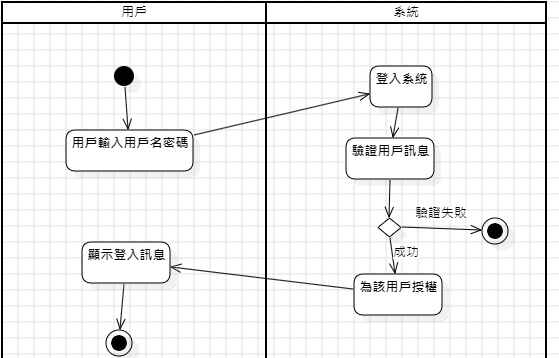 用戶
系統
登入系統
用戶輸入用戶名密碼
驗證用戶訊息
驗證失敗
成功
顯示登入訊息
為該用戶授權